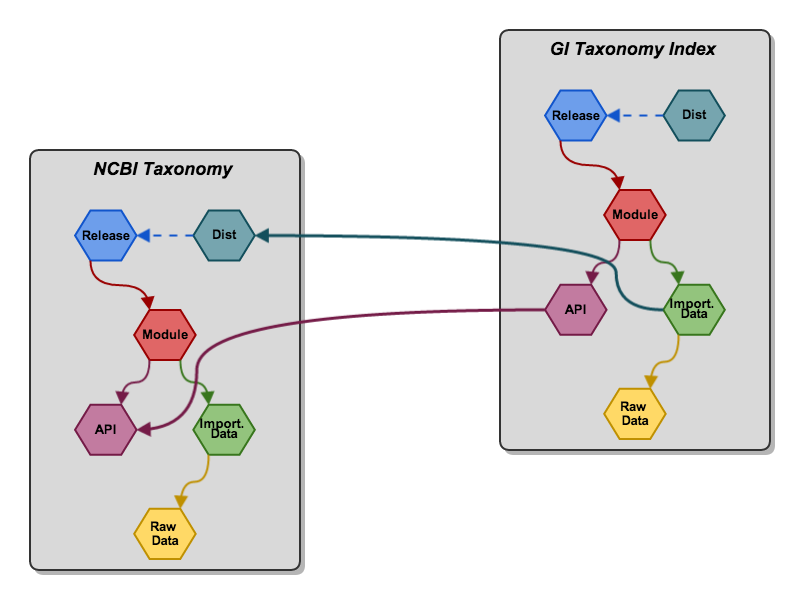 NCBI Taxonomy
Release
Dist
Module
API
Import.
Data
Raw
Data
GI Taxonomy Index
Release
Dist
Module
API
Import.
Data
Raw
Data